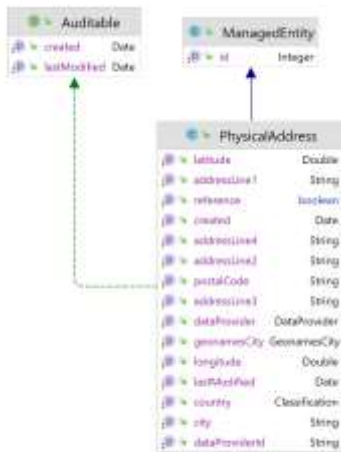 Auditable
created Date
lastModified Date
ManagedEntity
id Integer
PhysicalAddress
latitude Double
addressLine1 String
reference boolean
created Date
addressLine4 String
addressLine2 String
postalCode String
addressLine3 String
dataProvider DataProvider
geonamesCity GeonamesCity
longitude Double
lastModified Date
country Classification
city String
dataProviderId String